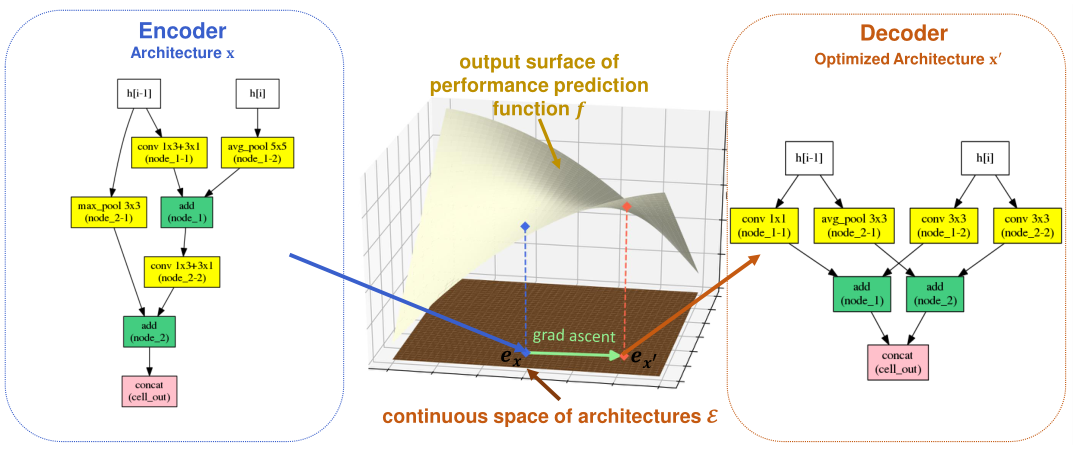 Encoder
Architecture x
h[i-1]
h[i]
conv 1x3+3x1
(node_1-1)
avg_pool 5x5
(node_1-2)
max_pool 3x3
(node_2-1)
add
(node_1)
conv 1x3+3x1
(node_2-2)
add
(node_2)
concat
(cell_out)
output surface of
performance prediction
function f
grad ascent
eₓ
eₓ′
continuous space of architectures ℰ
Decoder
Optimized Architecture x′
h[i-1]
h[i]
conv 1x1
(node_1-1)
avg_pool 3x3
(node_2-1)
conv 3x3
(node_1-2)
conv 3x3
(node_2-2)
add
(node_1)
add
(node_2)
concat
(cell_out)